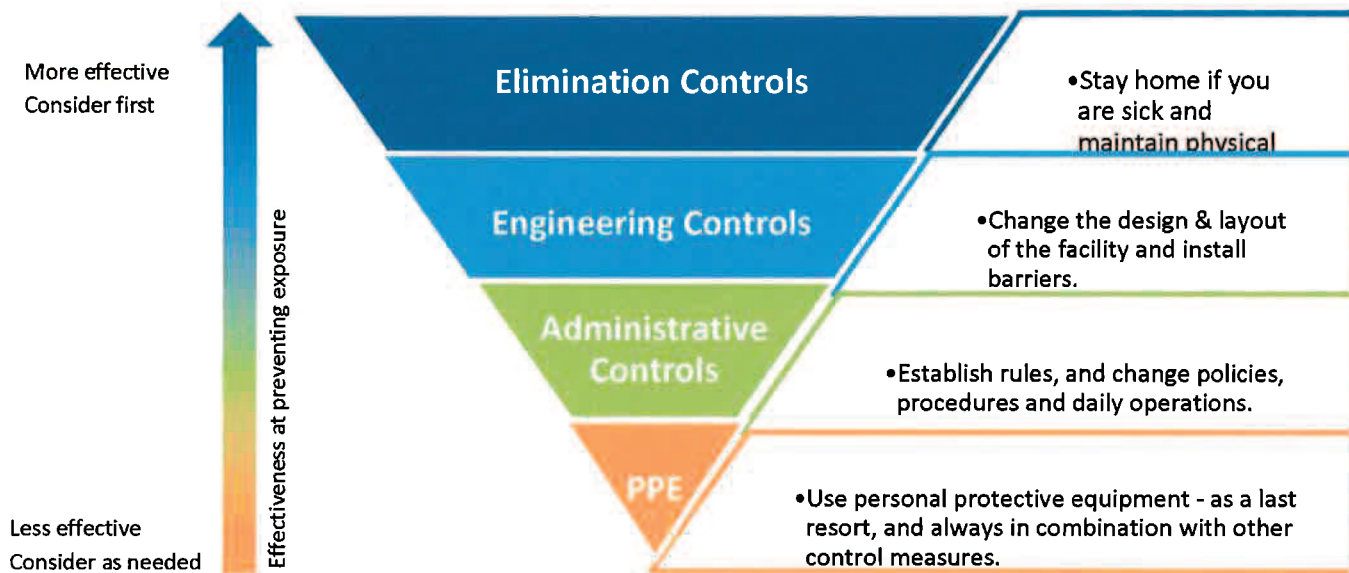 More effective
Consider first
Effectiveness at preventing exposure
Less effective
Consider as needed
Elimination Controls
•Stay home if you
are sick and
maintain physical
Engineering Controls
•Change the design & layout
of the facility and install
barriers.
Administrative
Controls
•Establish rules, and change policies,
procedures and daily operations.
PPE
•Use personal protective equipment - as a last
resort, and always in combination with other
control measures.